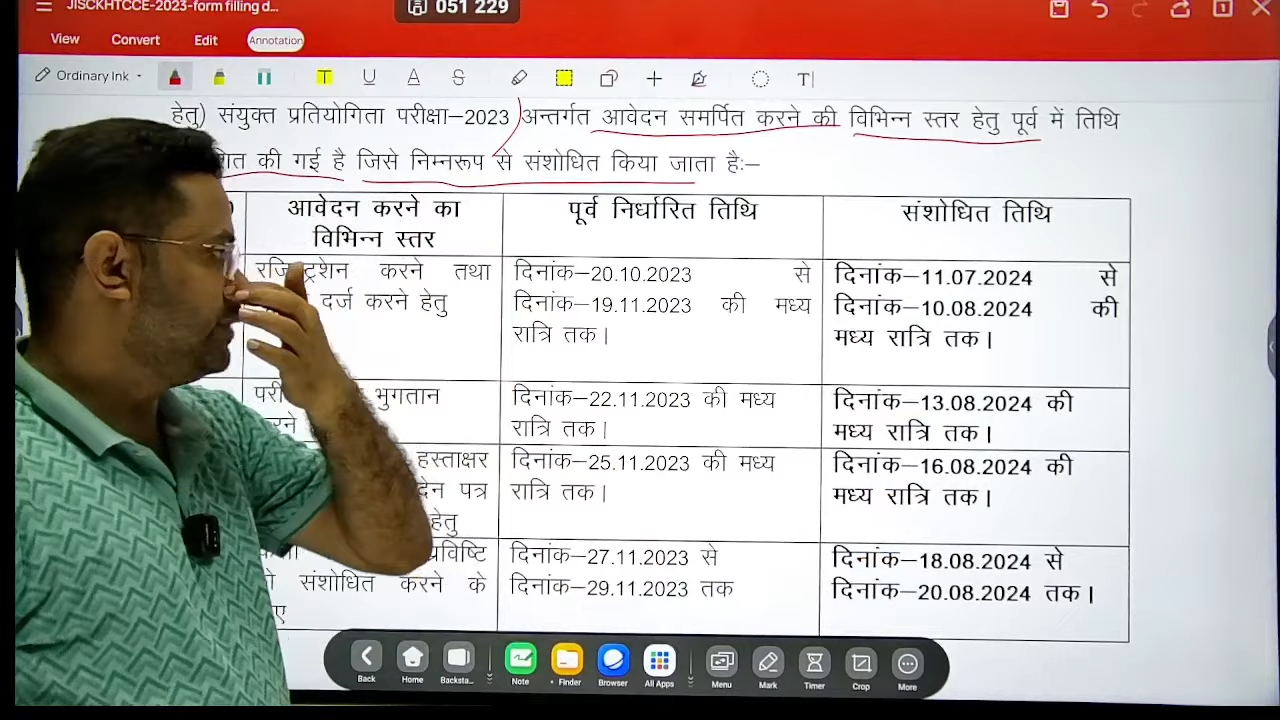 JISCKHTCCE-2023-form filling d...
051 229
View Convert Edit Annotation
Ordinary Ink
हेतु) संयुक्त प्रतियोगिता परीक्षा–2023 अन्तर्गत आवेदन समर्पित करने की विभिन्न स्तर हेतु पूर्व में तिथि
की गई है जिसे निम्नरूप से संशोधित किया जाता हैः–
आवेदन करने का
विभिन्न स्तर
पूर्व निर्धारित तिथि
संशोधित तिथि
करने तथा
दर्ज करने हेतु
दिनांक–20.10.2023 से
दिनांक–19.11.2023 की मध्य
रात्रि तक।
दिनांक–11.07.2024 से
दिनांक–10.08.2024 की
मध्य रात्रि तक।
भुगतान
दिनांक–22.11.2023 की मध्य
रात्रि तक।
दिनांक–13.08.2024 की
मध्य रात्रि तक।
हस्ताक्षर
पत्र
हेतु
दिनांक–25.11.2023 की मध्य
रात्रि तक।
दिनांक–16.08.2024 की
मध्य रात्रि तक।
संशोधित करने के
दिनांक–27.11.2023 से
दिनांक–29.11.2023 तक
दिनांक–18.08.2024 से
दिनांक–20.08.2024 तक।
Back Home Backsta... Note Finder Browser All Apps Menu Mark Timer Crop More